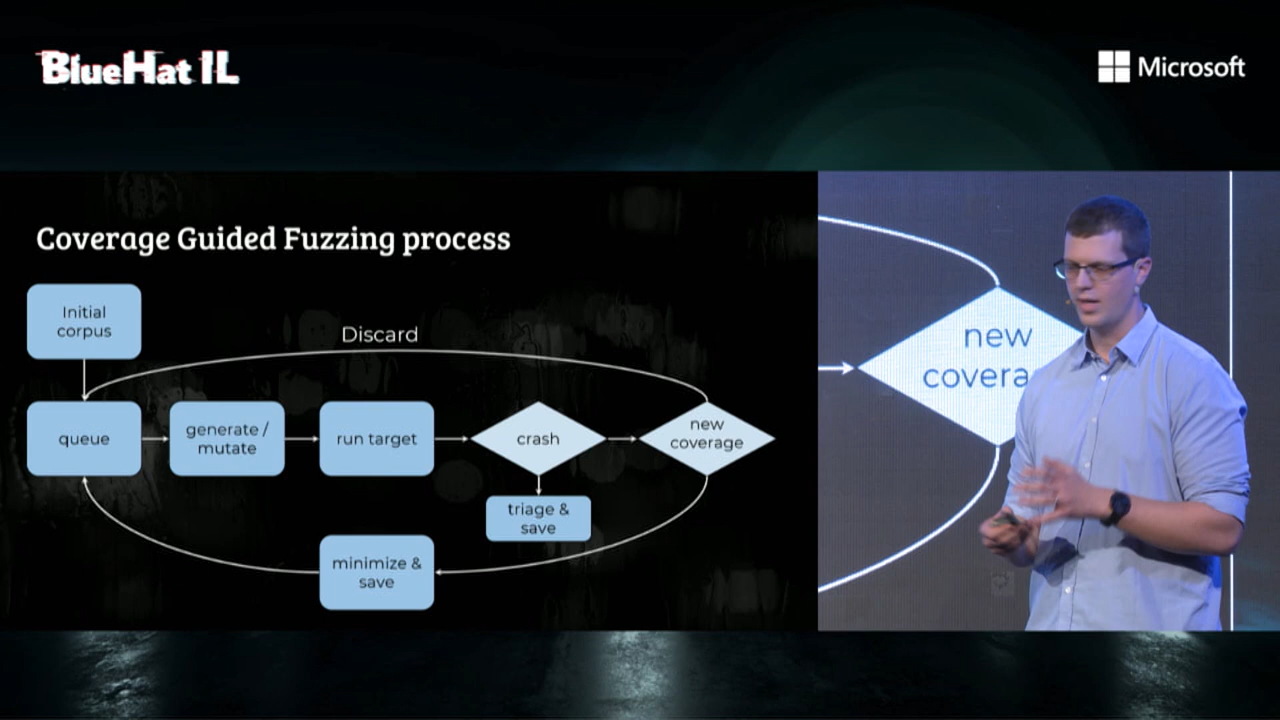 BlueHat IL
Microsoft
Coverage Guided Fuzzing process
Initial
corpus
Discard
queue
generate /
mutate
run target
crash
new
coverage
triage &
save
minimize &
save
new
covera